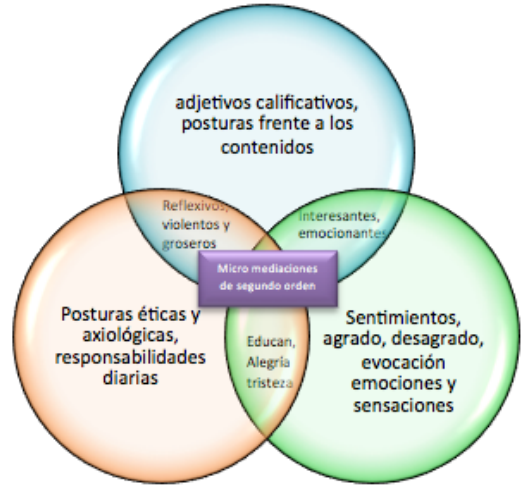 adjetivos calificativos,
posturas frente a los
contenidos
Reflexivos,
violentos y
groseros
interesantes,
emocionantes
Micro mediaciones
de segundo orden
Posturas éticas y
axiológicas,
responsabilidades
diarias
Educan,
Alegría
tristeza
Sentimientos,
agrado, desagrado,
evocación
emociones y
sensaciones